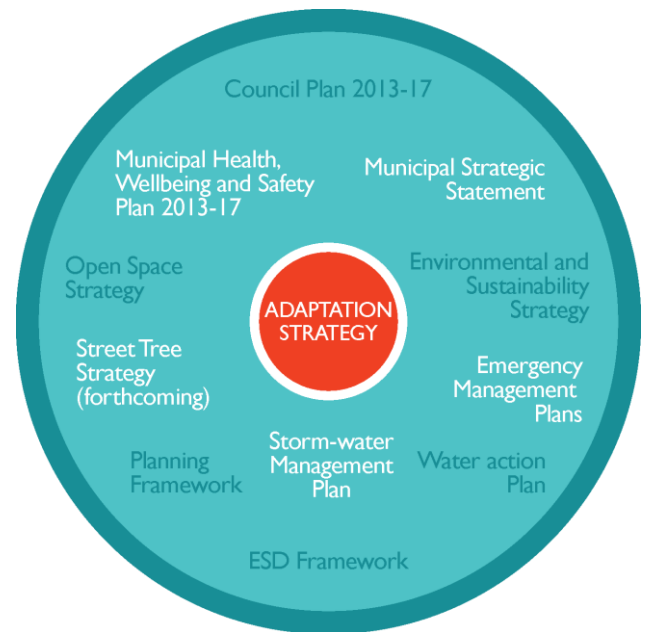 Council Plan 2013-17
Municipal Health,
Wellbeing and Safety
Plan 2013-17
Municipal Strategic
Statement
Open Space
Strategy
Environmental and
Sustainability
Strategy
ADAPTATION
STRATEGY
Street Tree
Strategy
(forthcoming)
Emergency
Management
Plans
Planning
Framework
Storm-water
Management
Plan
Water action
Plan
ESD Framework